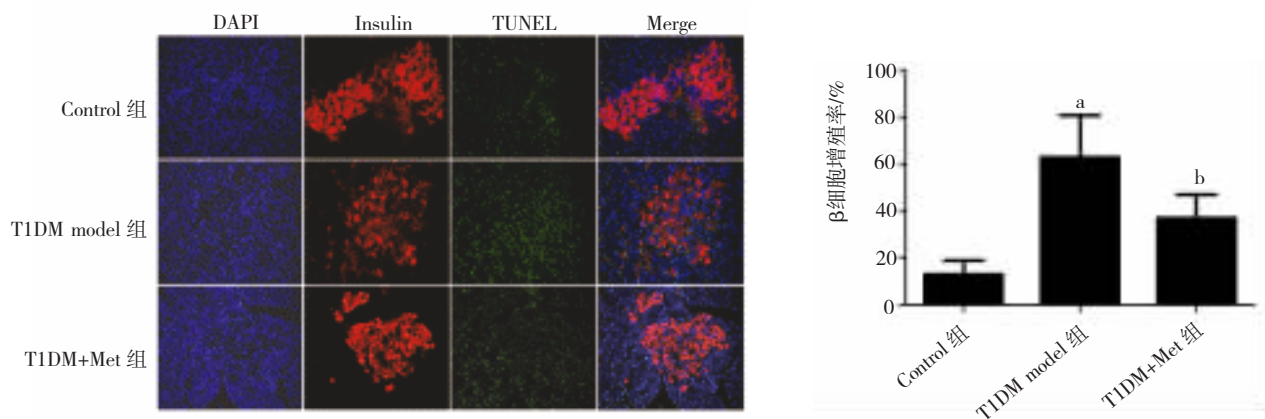 DAPI Insulin TUNEL Merge
Control 组
T1DM model 组
T1DM+Met 组
β细胞增殖率/%
100
80
60
40
20
0
a
b
Control 组
T1DM model 组
T1DM+Met 组